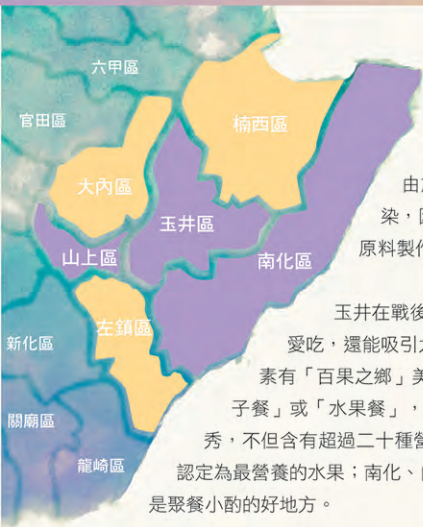 六甲區
官田區
楠西區
大內區
玉井區
山上區
南化區
左鎮區
新化區
關廟區
龍崎區
染,
原料製作
玉井在戰後
愛吃,還能吸引
素有「百果之鄉」美
子餐」或「水果餐」,
秀,不但含有超過二十種營
認定為最營養的水果;南化、
是聚餐小酌的好地方。